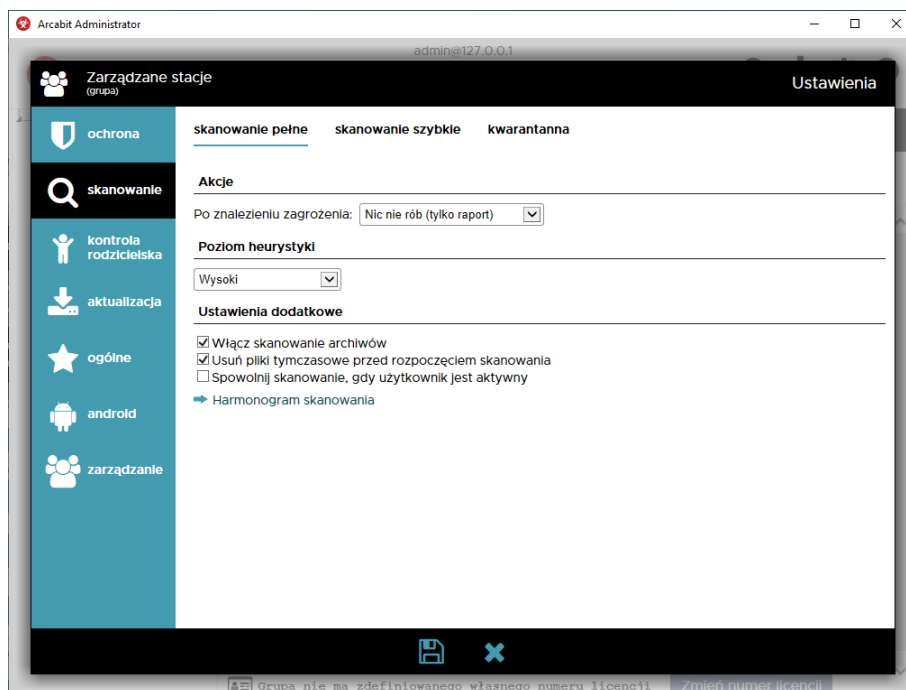 Arcabit Administrator
admin@127.0.0.1
Zarządzane stacje
(grupa)
Ustawienia
ochrona
skanowanie
kontrola
rodzicielska
aktualizacja
ogólne
android
zarządzanie
skanowanie pełne skanowanie szybkie kwarantanna
Akcje
Po znalezieniu zagrożenia: Nic nie rób (tylko raport)
Poziom heurystyki
Wysoki
Ustawienia dodatkowe
Włącz skanowanie archiwów
Usuń pliki tymczasowe przed rozpoczęciem skanowania
Spowolnij skanowanie, gdy użytkownik jest aktywny
Harmonogram skanowania
Grupa nie ma zdefiniowanego własnego numeru licencji
Zmień numer licencji